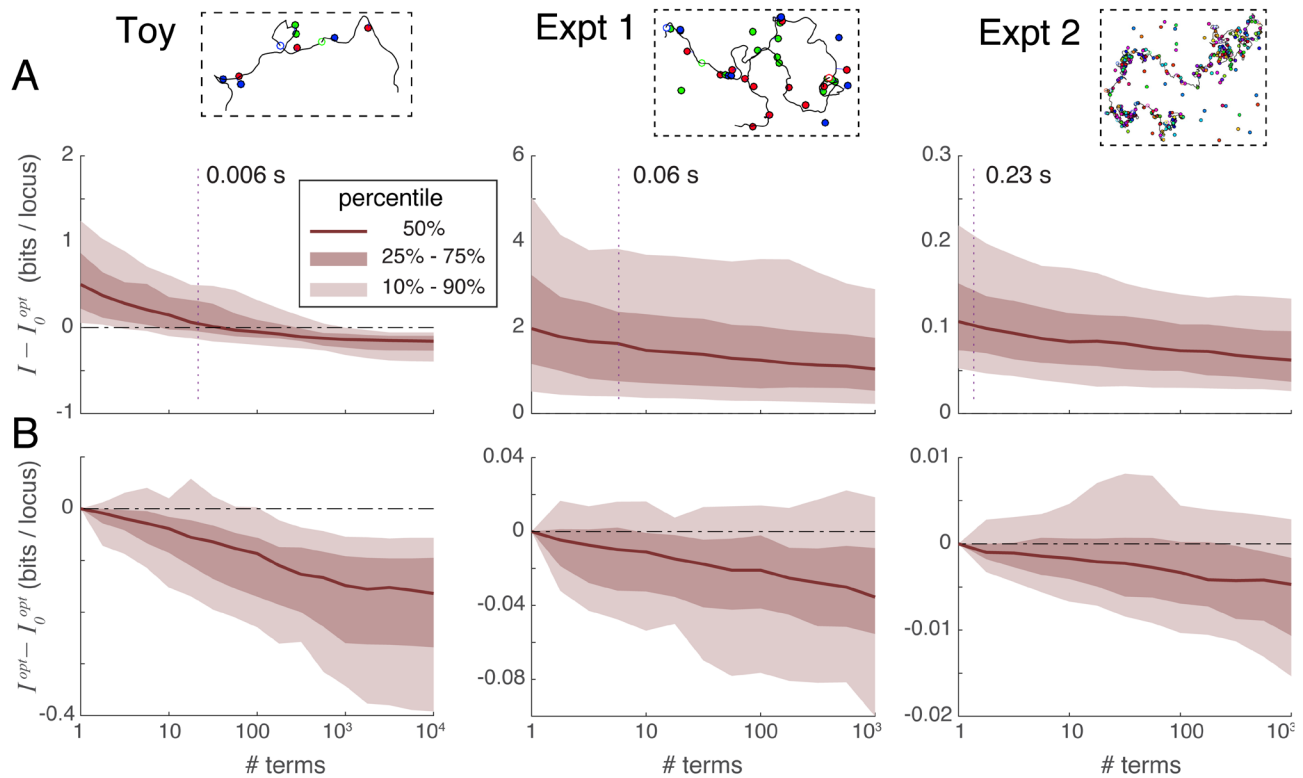 Toy
Expt 1
Expt 2
A
I − I₀ᵒᵖᵗ (bits / locus)
2
1
0
-1
0.006 s
percentile
50%
25% - 75%
10% - 90%
6
4
2
0
0.06 s
0.3
0.2
0.1
0
0.23 s
B
Iᵒᵖᵗ − I₀ᵒᵖᵗ (bits / locus)
0
-0.4
1
10
100
10³
10⁴
# terms
0.04
0
-0.04
-0.08
1
10
100
10³
# terms
0.01
0
-0.01
-0.02
1
10
100
10³
# terms